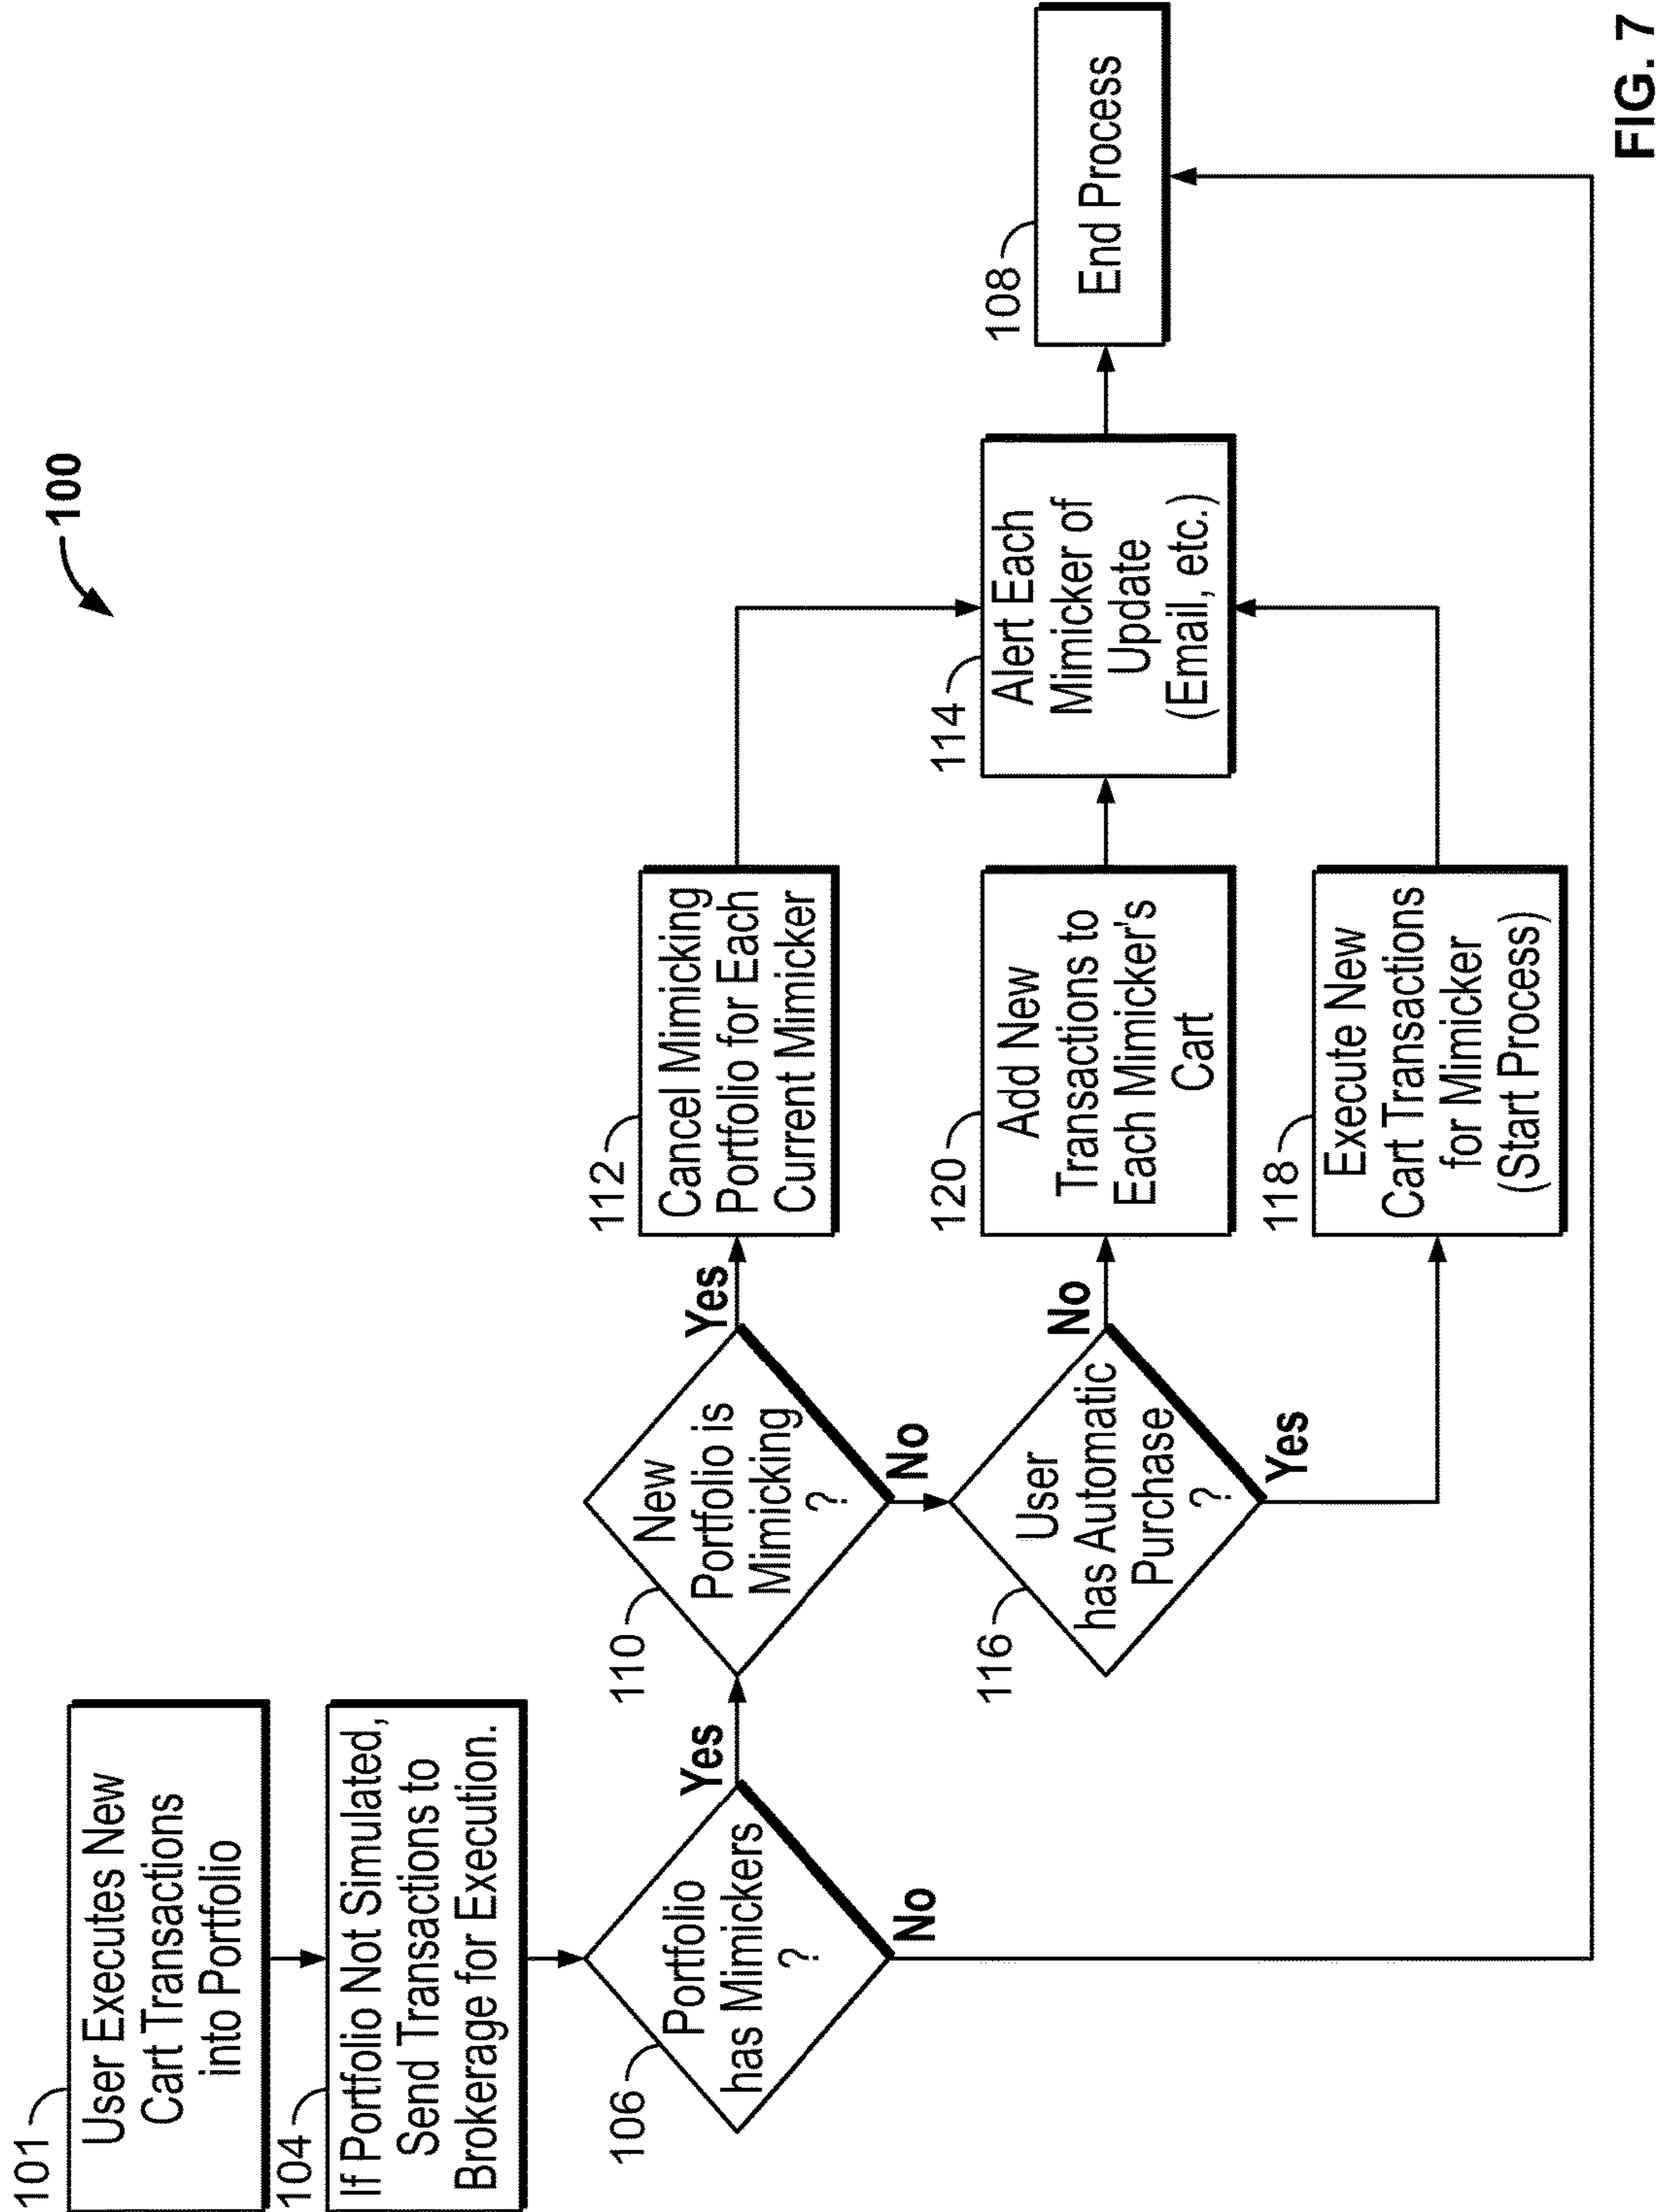 100
101
User Executes New
Cart Transactions
into Portfolio
104
If Portfolio Not Simulated,
Send Transactions to
Brokerage for Execution.
106
Portfolio
has Mimickers
?
Yes
No
110
New
Portfolio is
Mimicking
?
Yes
No
112
Cancel Mimicking
Portfolio for Each
Current Mimicker
116
User
has Automatic
Purchase
?
No
Yes
120
Add New
Transactions to
Each Mimicker's
Cart
118
Execute New
Cart Transactions
for Mimicker
(Start Process)
114
Alert Each
Mimicker of
Update
(Email, etc.)
108
End Process
FIG. 7